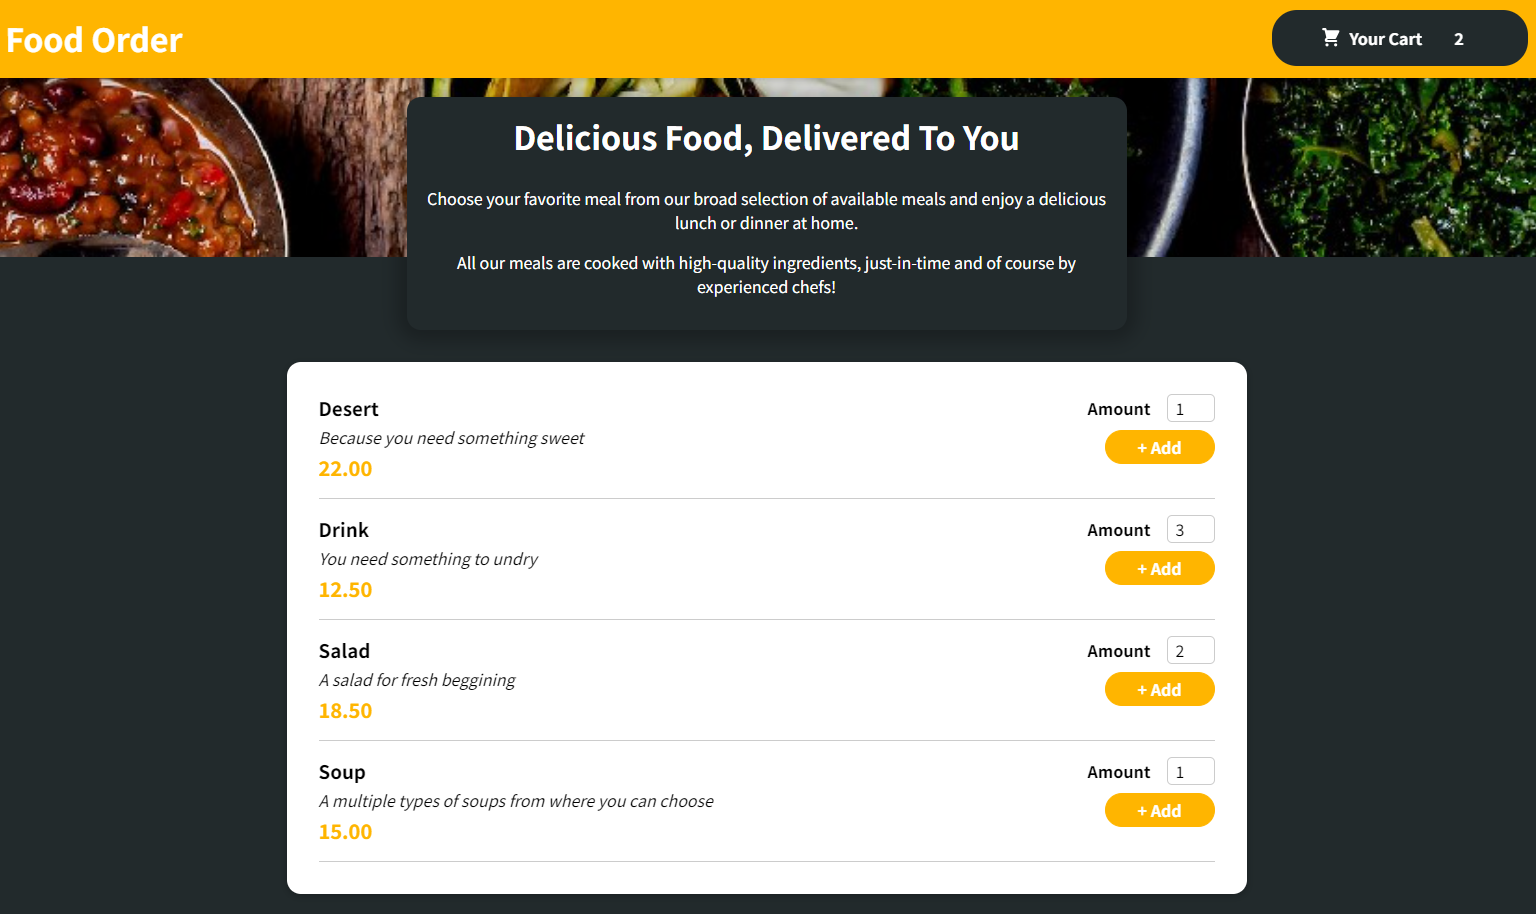 Food Order
Your Cart 2
Delicious Food, Delivered To You
Choose your favorite meal from our broad selection of available meals and enjoy a delicious
lunch or dinner at home.
All our meals are cooked with high-quality ingredients, just-in-time and of course by
experienced chefs!
Desert
Because you need something sweet
22.00
Amount 1
+ Add
Drink
You need something to undry
12.50
Amount 3
+ Add
Salad
A salad for fresh beggining
18.50
Amount 2
+ Add
Soup
A multiple types of soups from where you can choose
15.00
Amount 1
+ Add